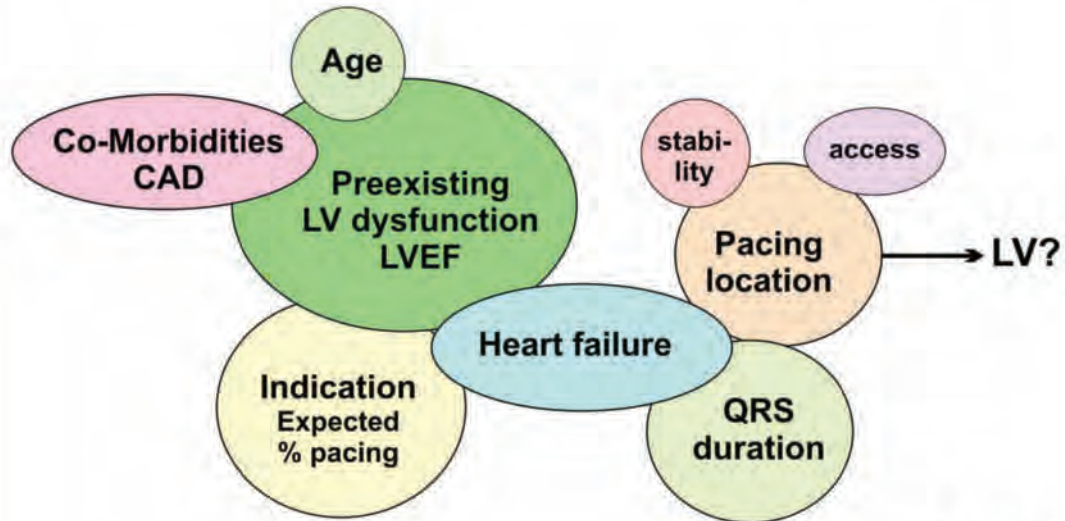 Age
Co-Morbidities
CAD
Preexisting
LV dysfunction
LVEF
stabi-
lity
access
Pacing
location
LV?
Heart failure
Indication
Expected
% pacing
QRS
duration